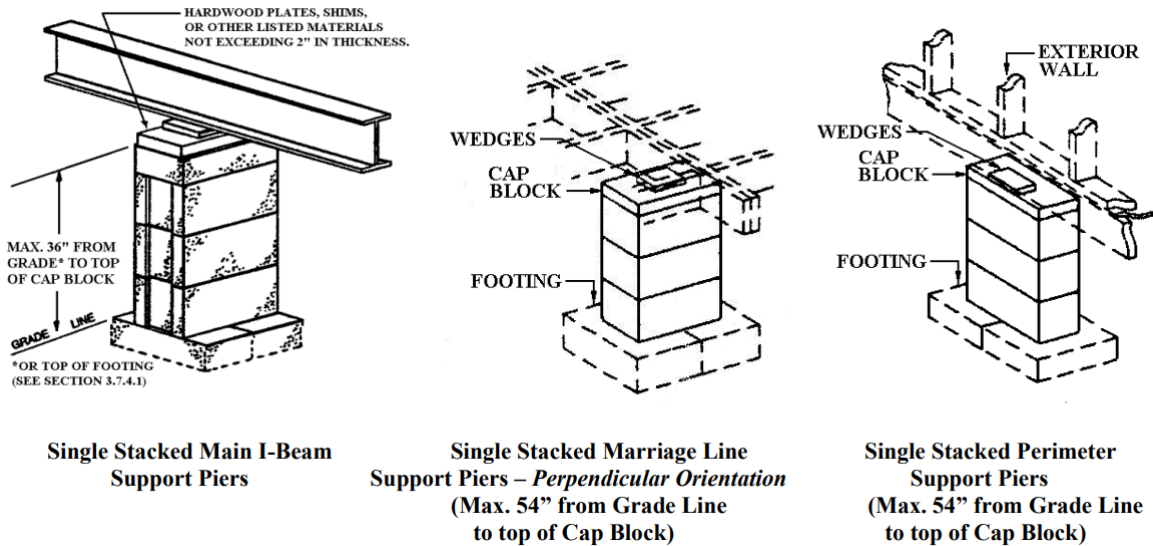 HARDWOOD PLATES, SHIMS,
OR OTHER LISTED MATERIALS
NOT EXCEEDING 2" IN THICKNESS.
MAX. 36" FROM
GRADE* TO TOP
OF CAP BLOCK
GRADE LINE
*OR TOP OF FOOTING
(SEE SECTION 3.7.4.1)
Single Stacked Main I-Beam
Support Piers
WEDGES
CAP
BLOCK
FOOTING
Single Stacked Marriage Line
Support Piers – Perpendicular Orientation
(Max. 54” from Grade Line
to top of Cap Block)
EXTERIOR
WALL
WEDGES
CAP
BLOCK
FOOTING
Single Stacked Perimeter
Support Piers
(Max. 54” from Grade Line
to top of Cap Block)